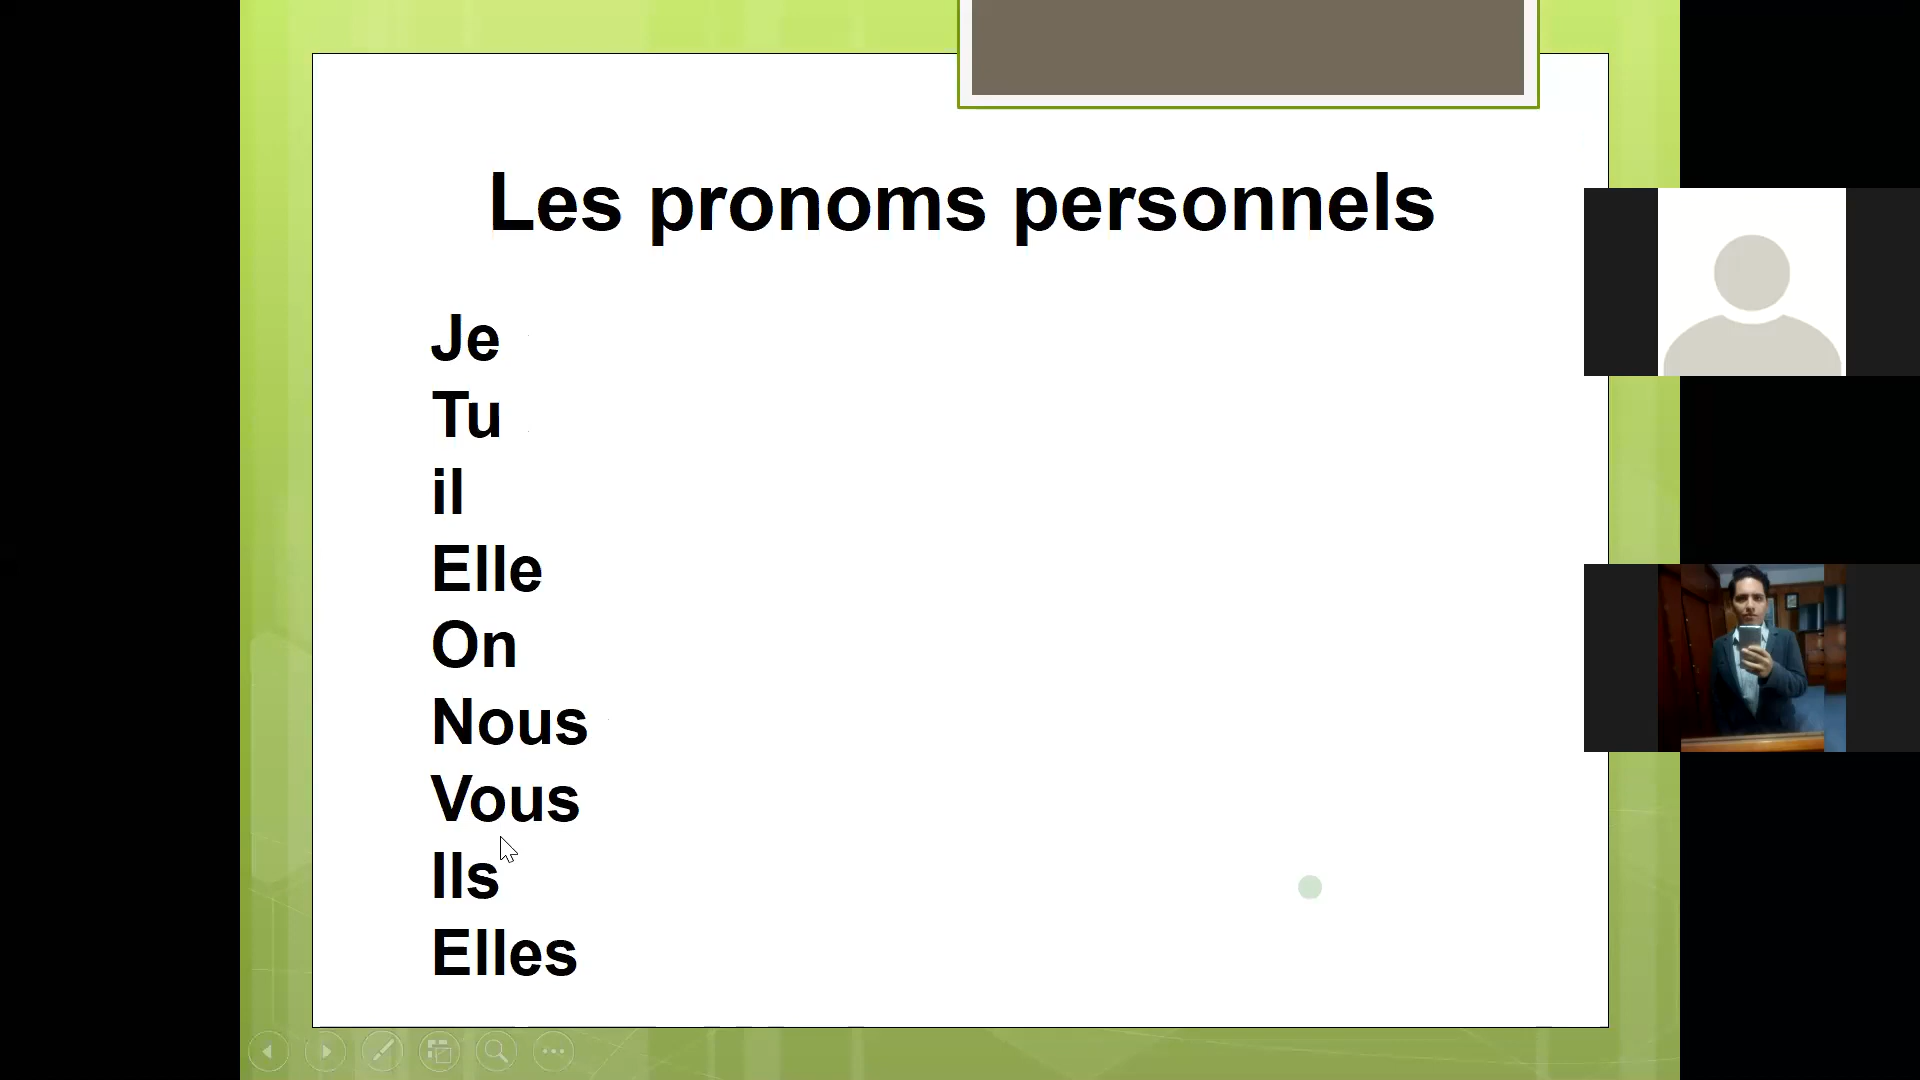 Les pronoms personnels
Je
Tu
il
Elle
On
Nous
Vous
Ils
Elles